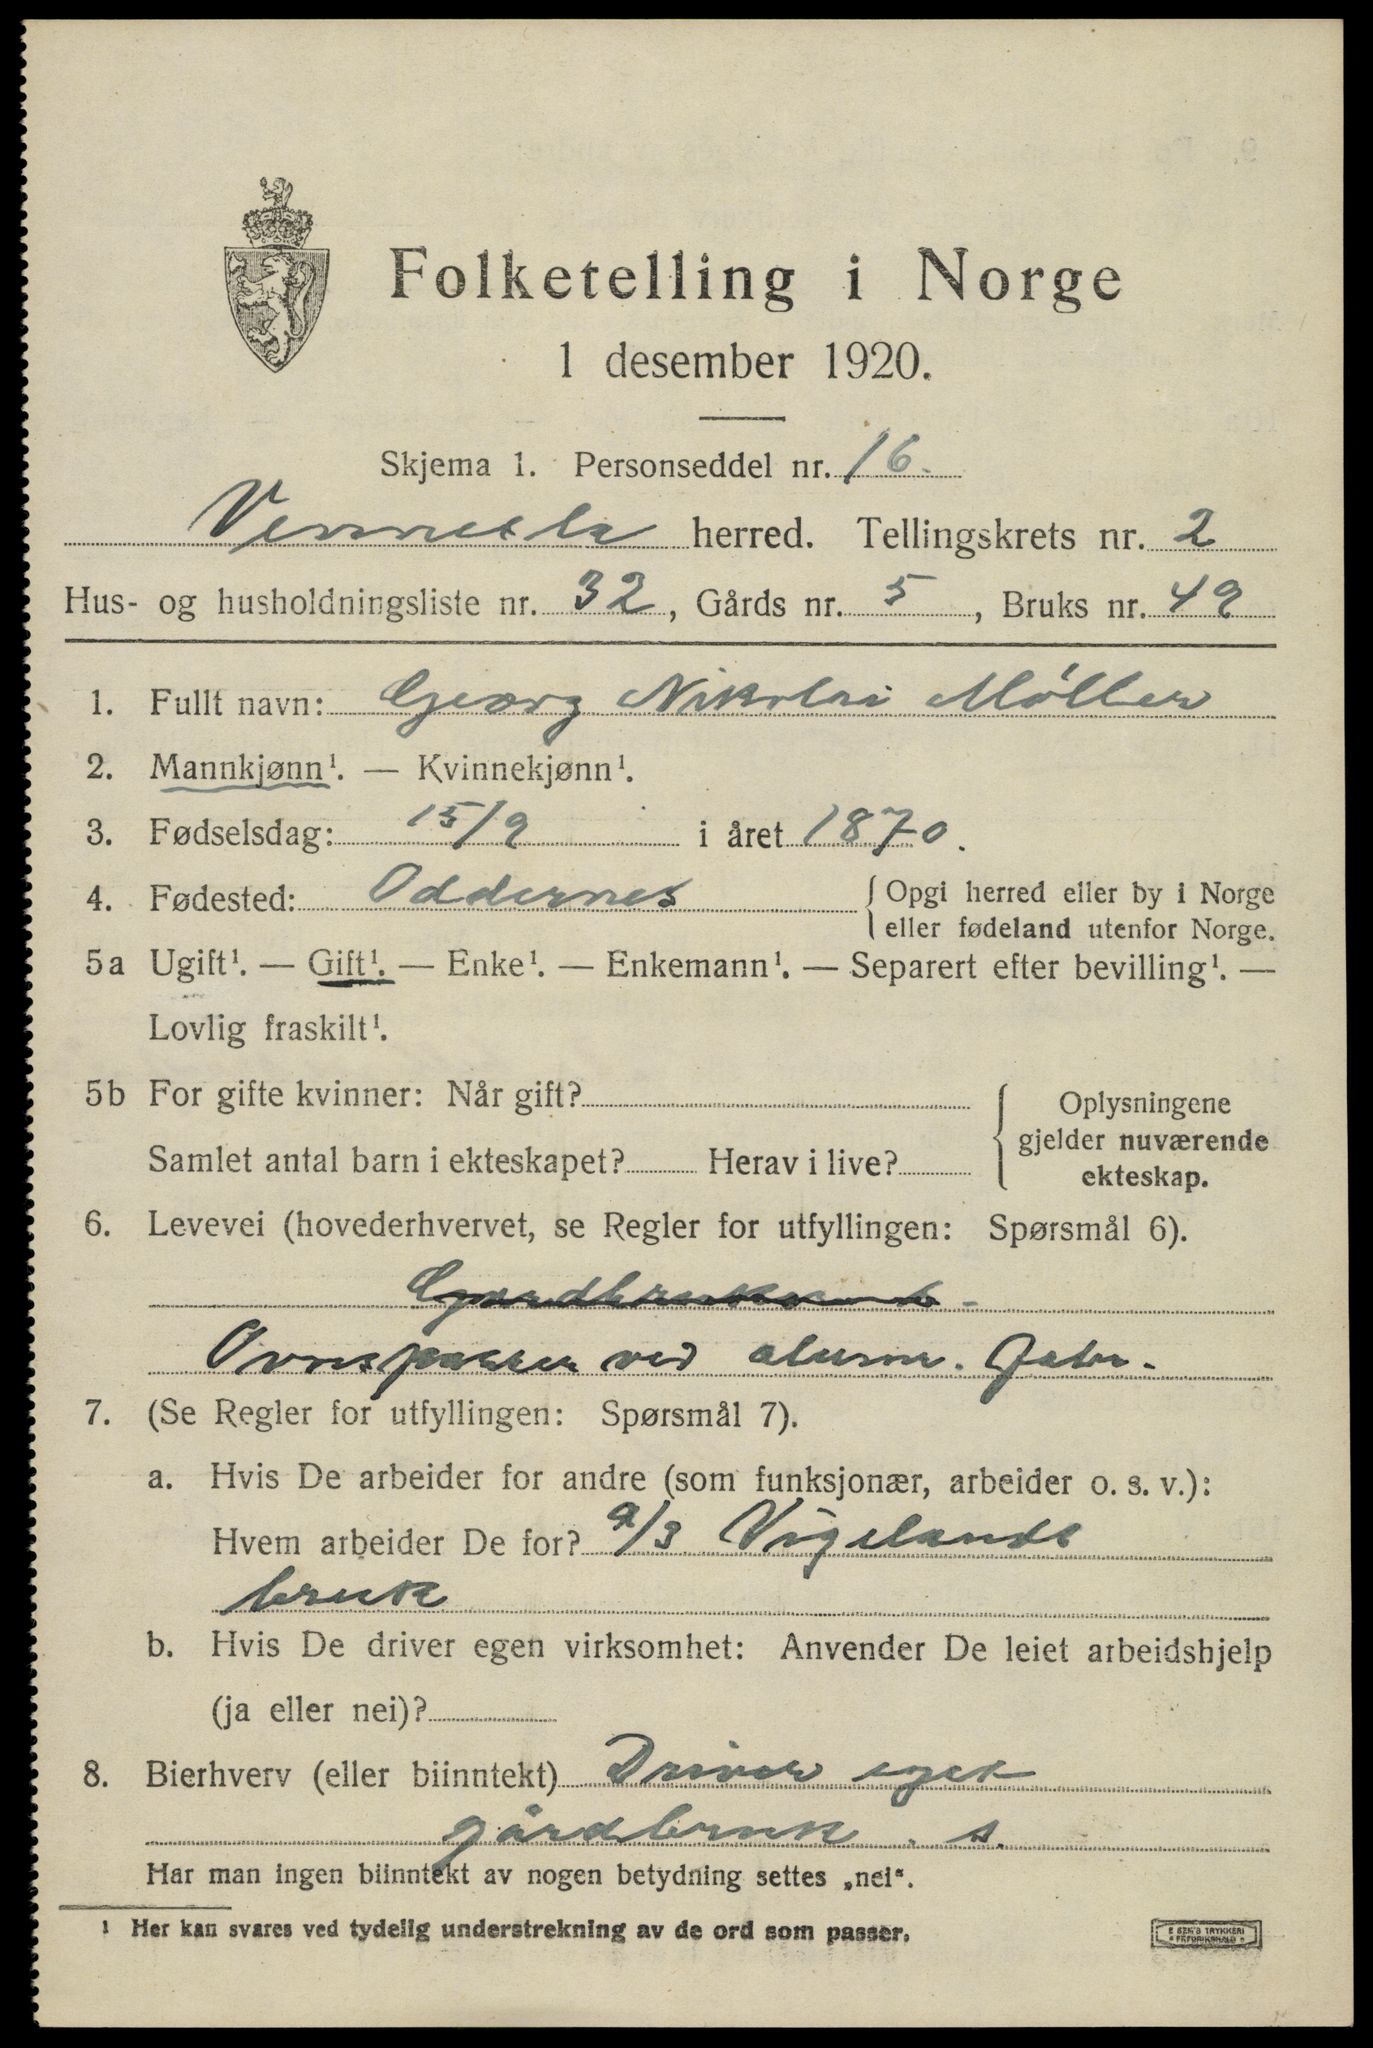 Folketelling i Norge
1 desember 1920.
Skjema 1. Personseddel nr. 16.
Vennesla herred. Tellingskrets nr. 2
Hus- og husholdningsliste nr. 32, Gårds nr. 5, Bruks nr. 49
1. Fullt navn: Georg Nikolai Møller
2. Mannkjønn¹. — Kvinnekjønn¹.
3. Fødselsdag: 15/9 i året 1870.
4. Fødested: Oddernes {Opgi herred eller by i Norge
eller fødeland utenfor Norge.
5a Ugift¹. — Gift¹. — Enke¹. — Enkemann¹. — Separert efter bevilling¹. —
Lovlig fraskilt¹.
5b For gifte kvinner: Når gift?
Samlet antal barn i ekteskapet? Herav i live?
Oplysningene
gjelder nuværende
ekteskap.
6. Levevei (hovederhvervet, se Regler for utfyllingen: Spørsmål 6).
Ovnspasser ved alumn. fabr.
7. (Se Regler for utfyllingen: Spørsmål 7).
a. Hvis De arbeider for andre (som funksjonær, arbeider o. s. v.):
Hvem arbeider De for? a/s Vigelands
bruk
b. Hvis De driver egen virksomhet: Anvender De leiet arbeidshjelp
(ja eller nei)?
8. Bierhverv (eller biinntekt) Driver eget
gårdbruk. s.
Har man ingen biinntekt av nogen betydning settes „nei“.
¹ Her kan svares ved tydelig understrekning av de ord som passer.